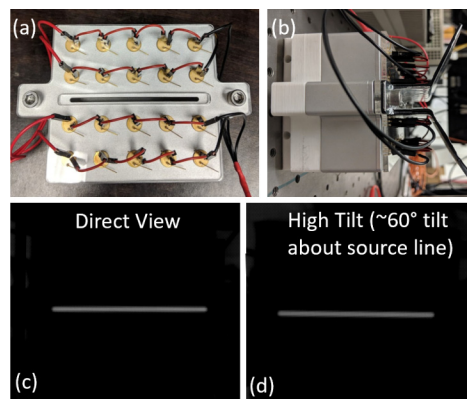 (a)
(b)
Direct View
High Tilt (~60° tilt
about source line)
(c)
(d)